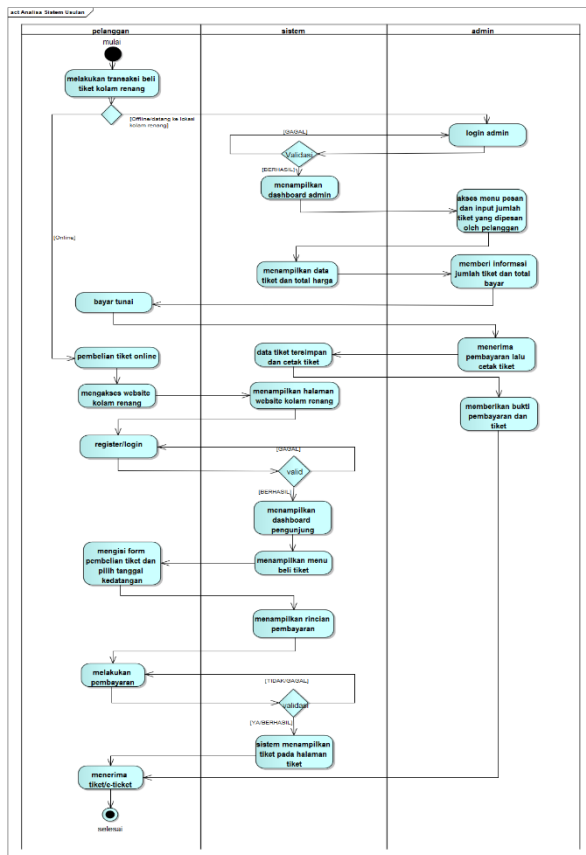 act Analisa Sistem Usulan
pelanggan
sistem
admin
mulai
melakukan transaksi beli
tiket kolam renang
[Offline/datang ke lokasi
kolam renang]
[GAGAL]
login admin
Validasi
[BERHASIL]
menampilkan
dashboard admin
akses menu pesan
dan input jumlah
tiket yang dipesan
oleh pelanggan
[Online]
menampilkan data
tiket dan total harga
memberi informasi
jumlah tiket dan total
bayar
bayar tunai
menerima
pembayaran lalu
cetak tiket
pembelian tiket online
data tiket tersimpan
dan cetak tiket
mengakses website
kolam renang
menampilkan halaman
website kolam renang
memberikan bukti
pembayaran dan
tiket
register/login
[GAGAL]
valid
[BERHASIL]
menampilkan
dashboard
pengunjung
mengisi form
pembelian tiket dan
pilih tanggal
kedatangan
menampilkan menu
beli tiket
menampilkan rincian
pembayaran
melakukan
pembayaran
[TIDAK/GAGAL]
validasi
[YA/BERHASIL]
sistem menampilkan
tiket pada halaman
tiket
menerima
tiket/e-ticket
selesai